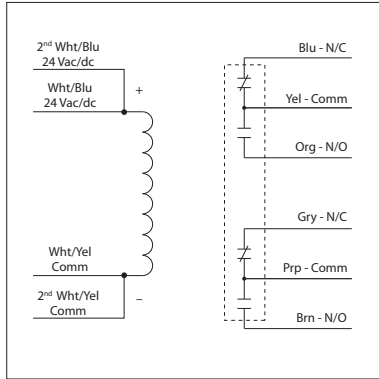 2nd Wht/Blu
24 Vac/dc
Wht/Blu
24 Vac/dc
+
Wht/Yel
Comm
2nd Wht/Yel
Comm
–
Blu - N/C
Yel - Comm
Org - N/O
Gry - N/C
Prp - Comm
Brn - N/O